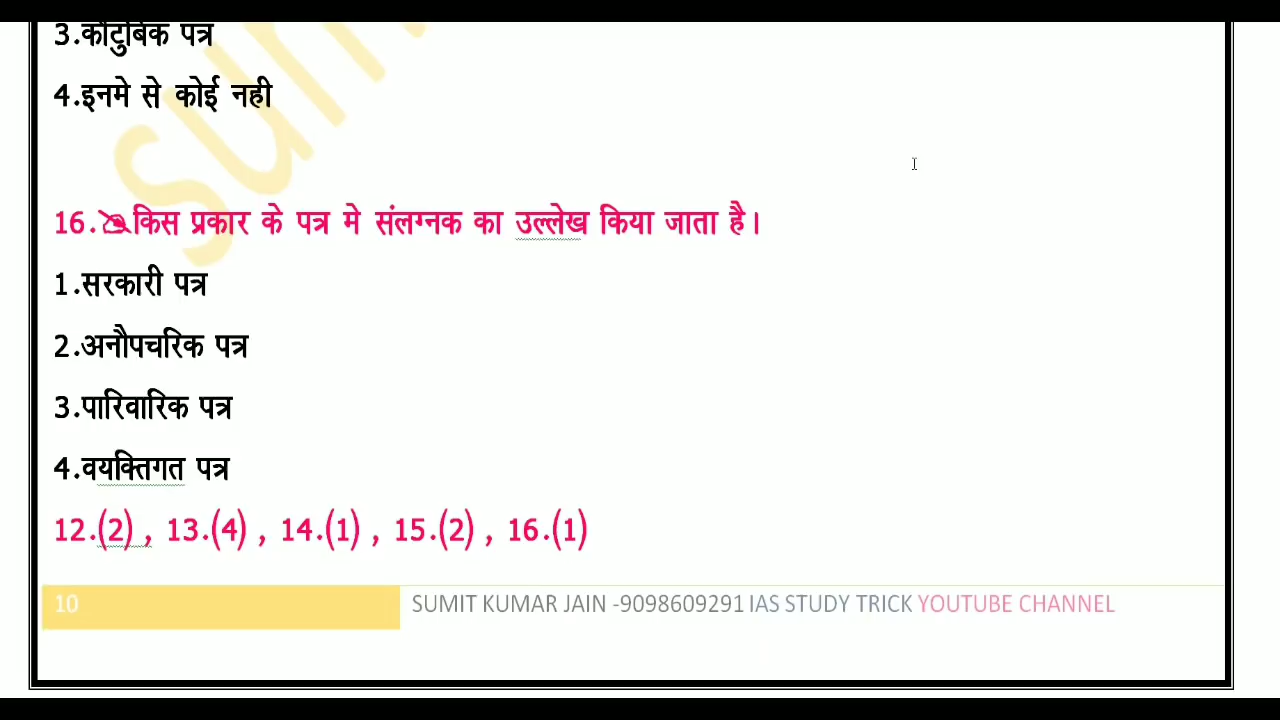 3.कौटुबिक पत्र
4.इनमे से कोई नही
16.किस प्रकार के पत्र मे संलग्नक का उल्लेख किया जाता है।
1.सरकारी पत्र
2.अनौपचरिक पत्र
3.पारिवारिक पत्र
4.वयक्तिगत पत्र
12.(2) , 13.(4) , 14.(1) , 15.(2) , 16.(1)
10
SUMIT KUMAR JAIN -9098609291 IAS STUDY TRICK YOUTUBE CHANNEL